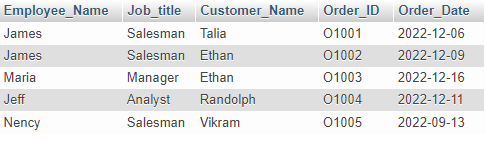 Employee_Name Job_title Customer_Name Order_ID Order_Date
James Salesman Talia O1001 2022-12-06
James Salesman Ethan O1002 2022-12-09
Maria Manager Ethan O1003 2022-12-16
Jeff Analyst Randolph O1004 2022-12-11
Nency Salesman Vikram O1005 2022-09-13